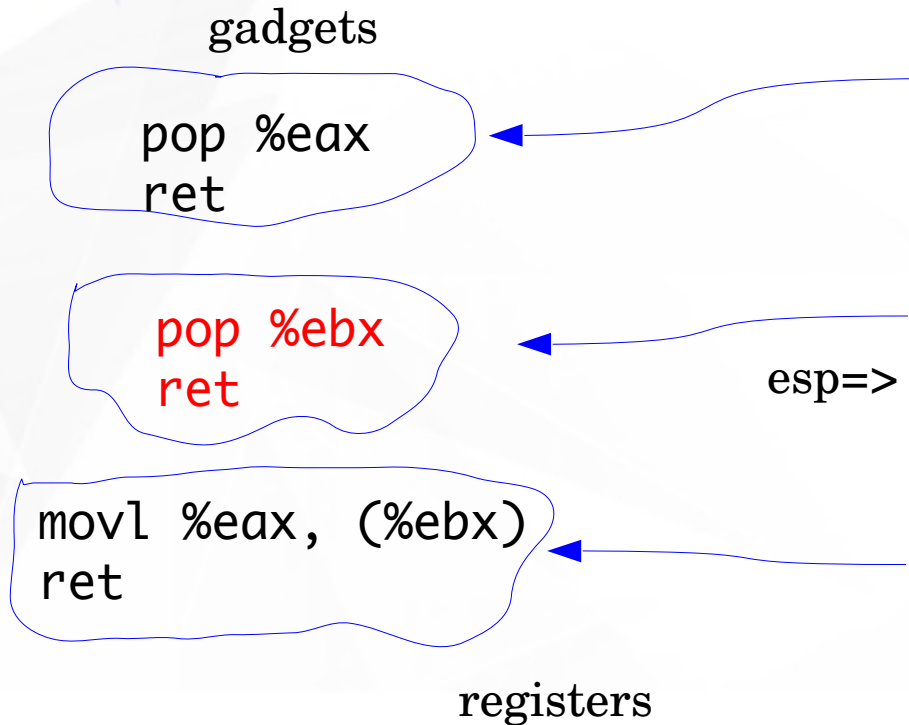 gadgets
pop %eax
ret
pop %ebx
ret
esp=>
movl %eax, (%ebx)
ret
registers